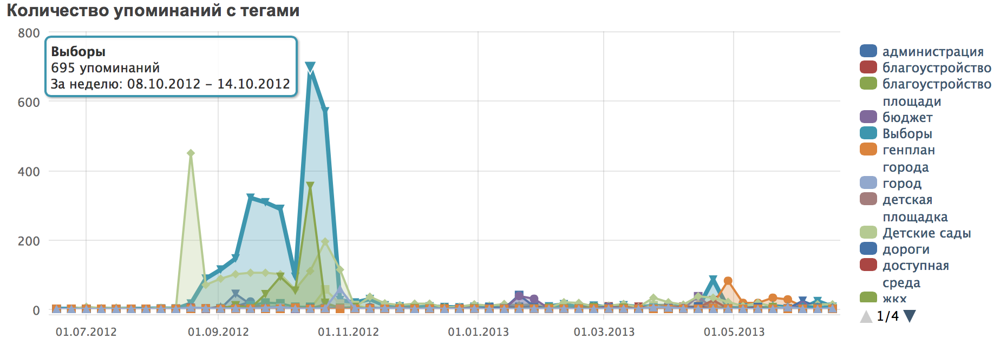 Количество упоминаний с тегами
800
Выборы
695 упоминаний
За неделю: 08.10.2012 – 14.10.2012
600
400
200
0
01.07.2012
01.09.2012
01.11.2012
01.01.2013
01.03.2013
01.05.2013
администрация
благоустройство
благоустройство
площади
бюджет
Выборы
генплан
города
город
детская
площадка
Детские сады
дороги
доступная
среда
жкх
1/4